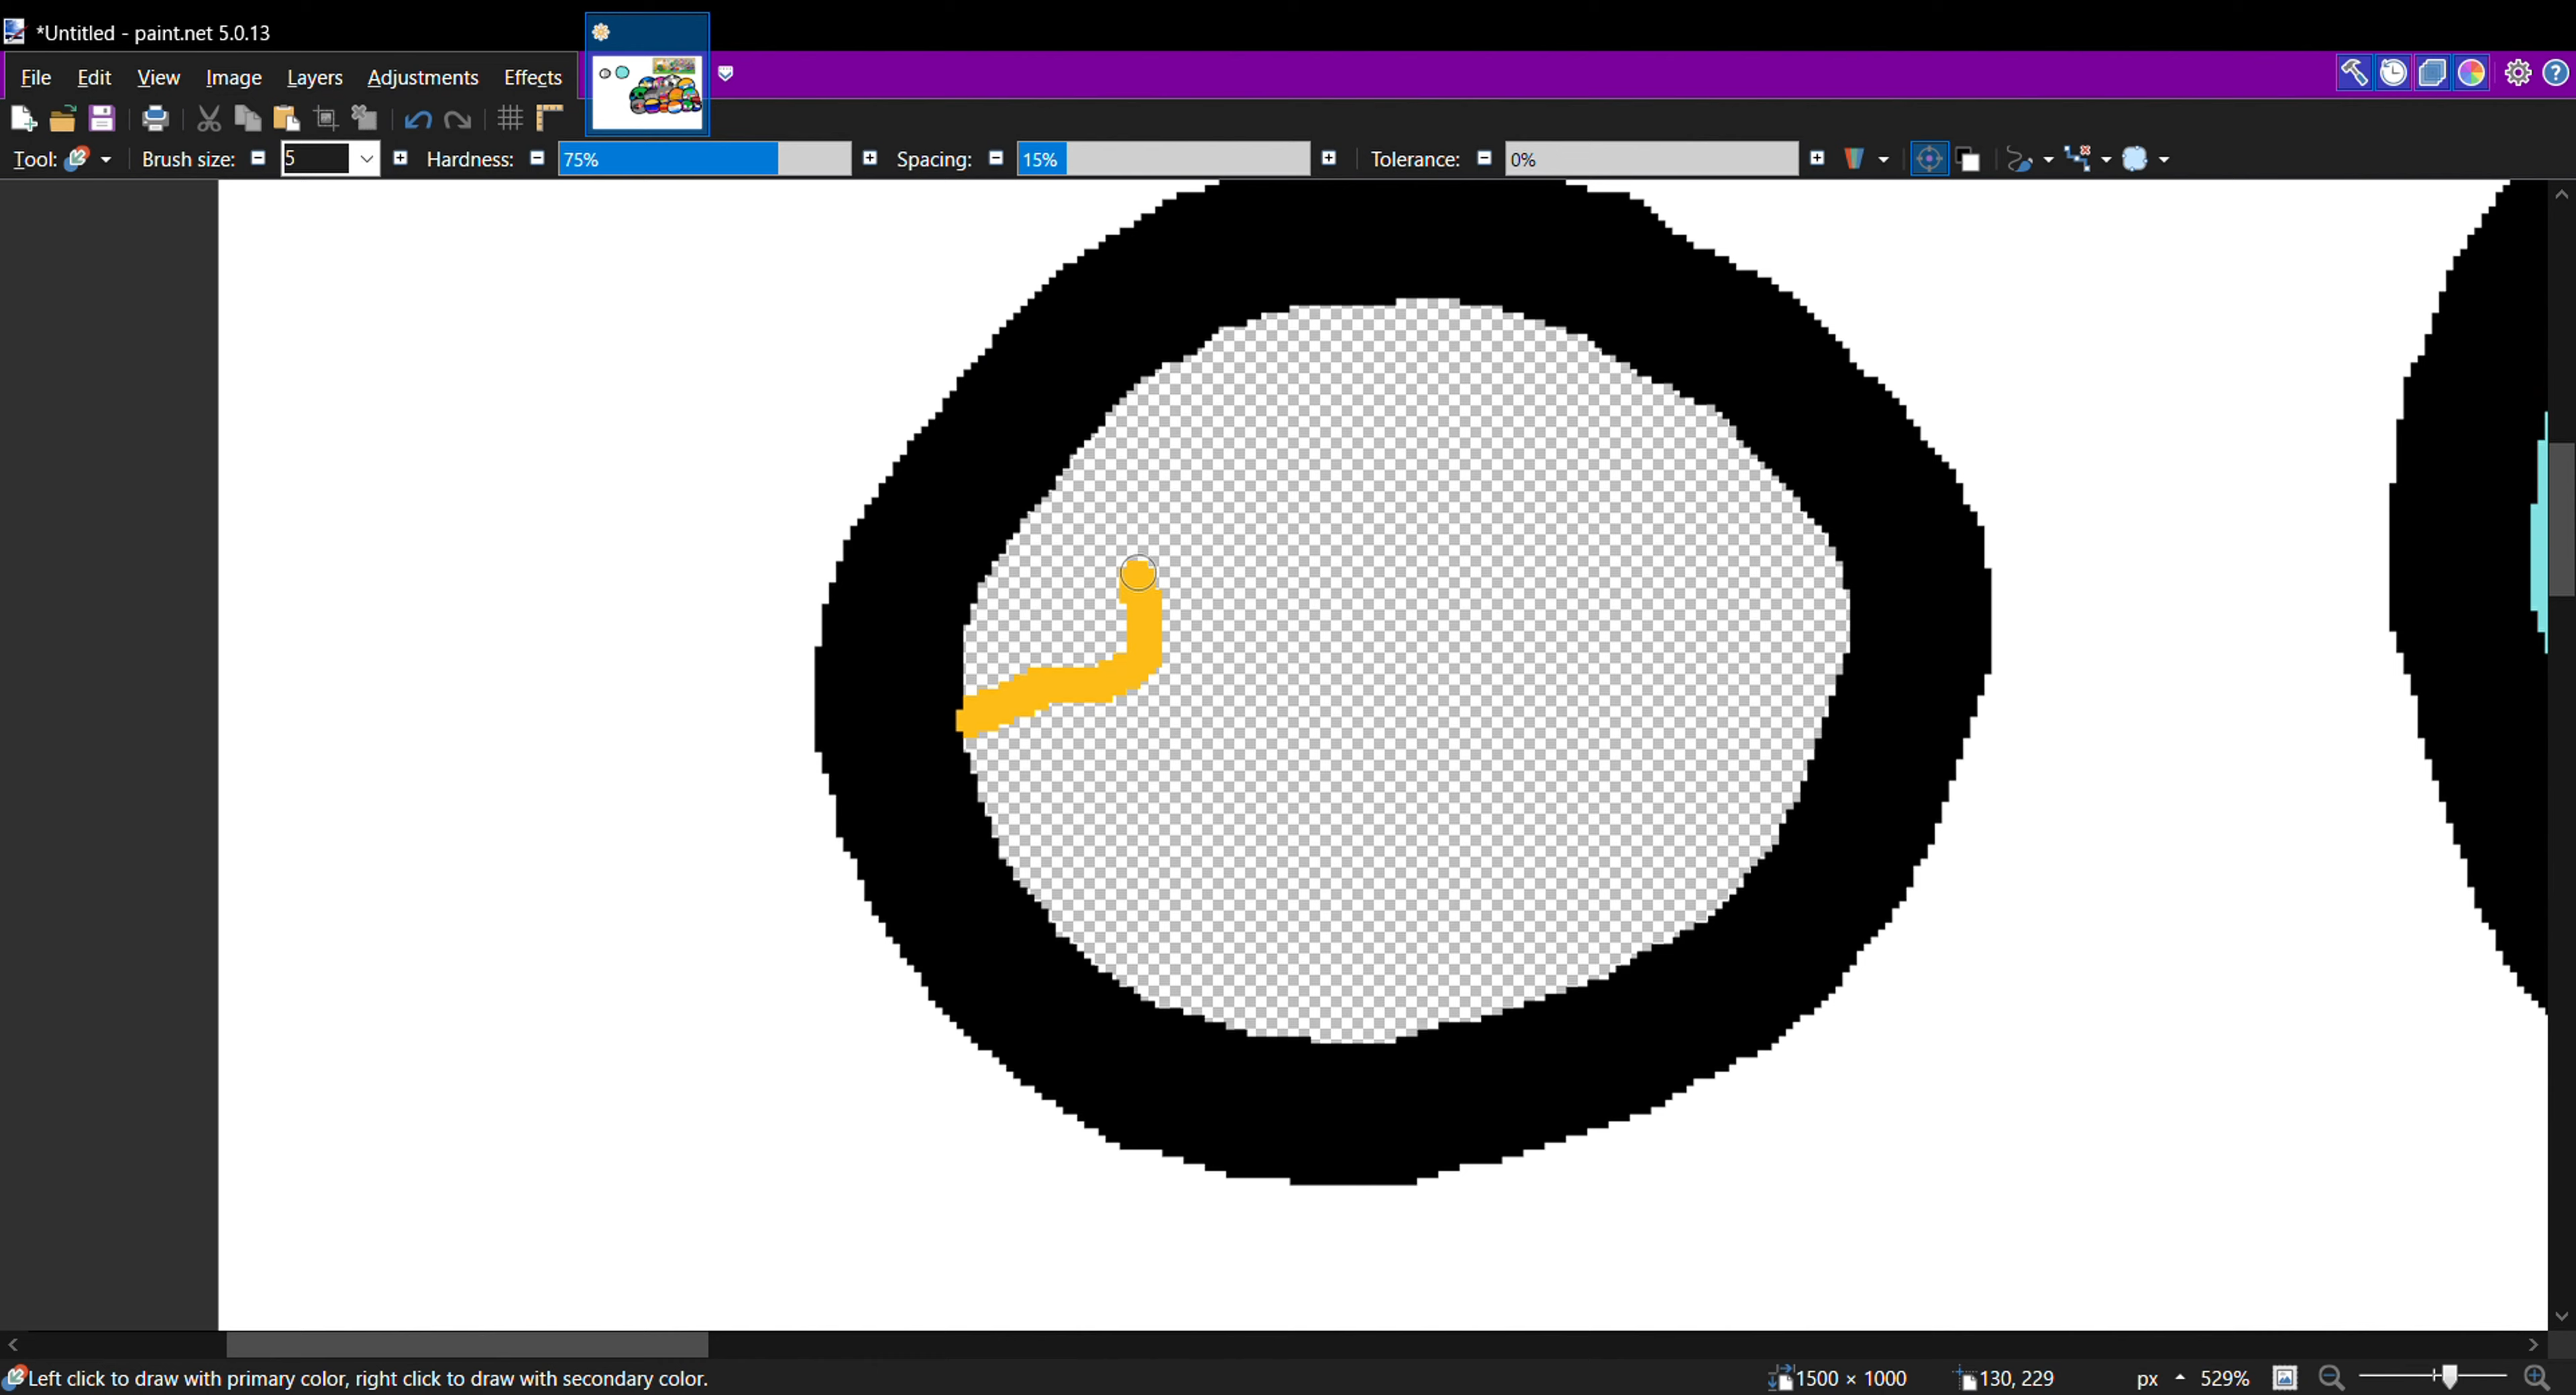 *Untitled - paint.net 5.0.13
File Edit View Image Layers Adjustments Effects
Tool: Brush size: 5 Hardness: 75% Spacing: 15% Tolerance: 0%
Left click to draw with primary color, right click to draw with secondary color. 1500 × 1000 130, 229 px 529%